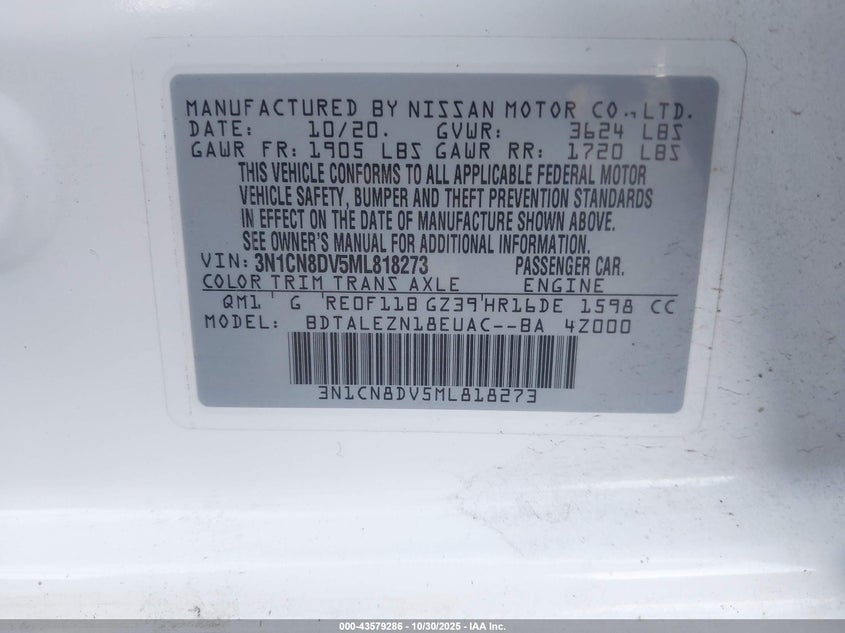 MANUFACTURED BY NISSAN MOTOR CO., LTD.
DATE: 10/20. GVWR: 3624 LBS
GAWR FR: 1905 LBS GAWR RR: 1720 LBS
THIS VEHICLE CONFORMS TO ALL APPLICABLE FEDERAL MOTOR
VEHICLE SAFETY, BUMPER AND THEFT PREVENTION STANDARDS
IN EFFECT ON THE DATE OF MANUFACTURE SHOWN ABOVE.
SEE OWNER'S MANUAL FOR ADDITIONAL INFORMATION.
VIN: 3N1CN8DV5ML818273 PASSENGER CAR.
COLOR TRIM TRANS AXLE ENGINE
QM1 G RE0F11B GZ39 HR16DE 1598 CC
MODEL: BDTALEZN18EUAC--BA 4Z000
3N1CN8DV5ML818273
000-43579286 - 10/30/2025 - IAA Inc.